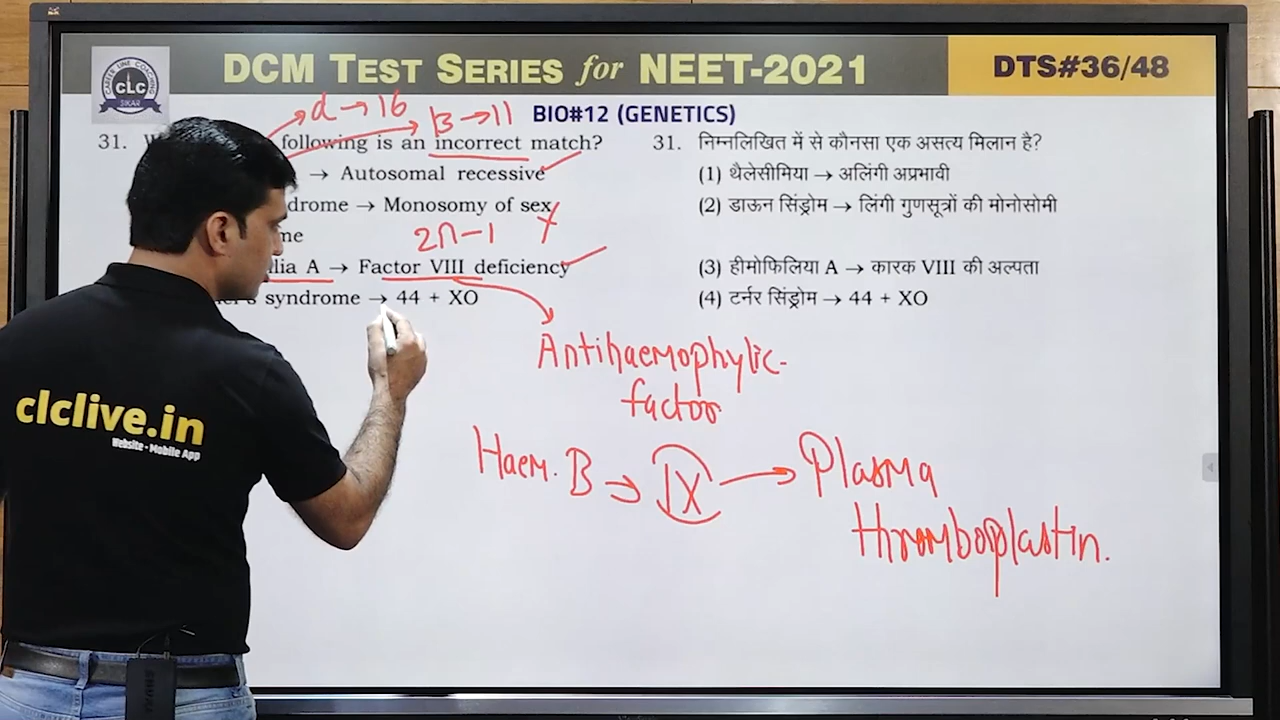 DCM TEST SERIES for NEET-2021
DTS#36/48
CAREER LINE COACHING
CLC
SIKAR
BIO#12 (GENETICS)
α → 16
B → 11
31. following is an incorrect match?
→ Autosomal recessive
drome → Monosomy of sex
me
2n-1
lia A → Factor VIII deficiency
syndrome → 44 + XO
31. निम्नलिखित में से कौनसा एक असत्य मिलान है?
(1) थैलेसीमिया → अलिंगी अप्रभावी
(2) डाऊन सिंड्रोम → लिंगी गुणसूत्रों की मोनोसोमी
(3) हीमोफिलिया A → कारक VIII की अल्पता
(4) टर्नर सिंड्रोम → 44 + XO
Antihaemophylic-
factor
Haem. B → IX → Plasma
thromboplastin.
clclive.in
Website - Mobile App